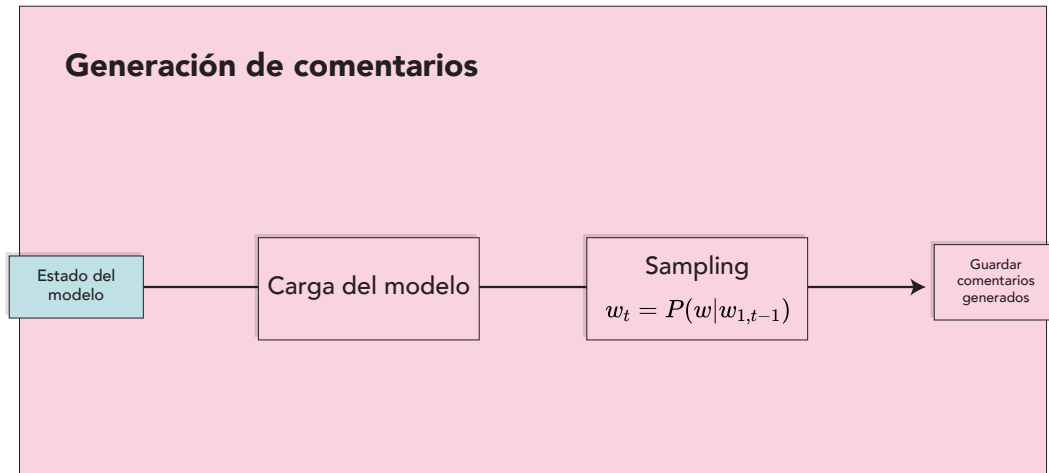 Generación de comentarios
Estado del
modelo
Carga del modelo
Sampling
w_t = P(w|w_{1,t-1})
Guardar
comentarios
generados